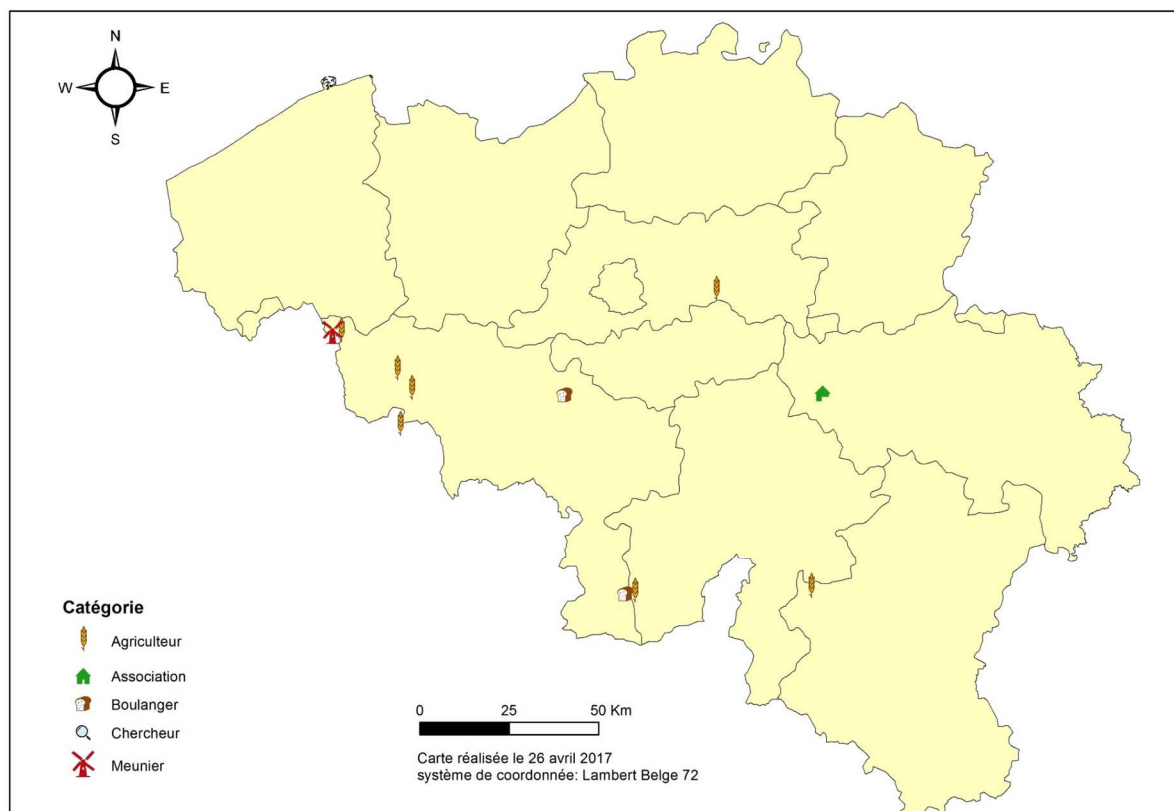 N
W E
S
Catégorie
Agriculteur
Association
Boulanger
Chercheur
Meunier
0 25 50 Km
Carte réalisée le 26 avril 2017
système de coordonnée: Lambert Belge 72